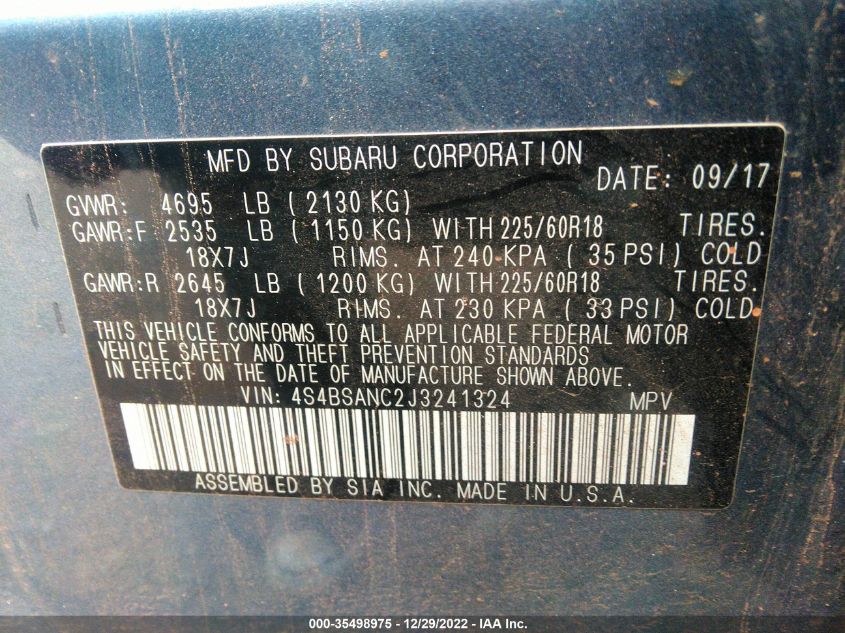 MFD BY SUBARU CORPORATION
DATE: 09/17
GVWR: 4695 LB ( 2130 KG)
GAWR:F 2535 LB ( 1150 KG) WITH 225/60R18 TIRES.
18X7J RIMS. AT 240 KPA ( 35 PSI) COLD
GAWR:R 2645 LB ( 1200 KG) WITH 225/60R18 TIRES.
18X7J RIMS. AT 230 KPA ( 33 PSI) COLD.
THIS VEHICLE CONFORMS TO ALL APPLICABLE FEDERAL MOTOR
VEHICLE SAFETY AND THEFT PREVENTION STANDARDS
IN EFFECT ON THE DATE OF MANUFACTURE SHOWN ABOVE.
VIN: 4S4BSANC2J3241324 MPV
ASSEMBLED BY SIA INC. MADE IN U.S.A.
000-35498975 - 12/29/2022 - IAA Inc.